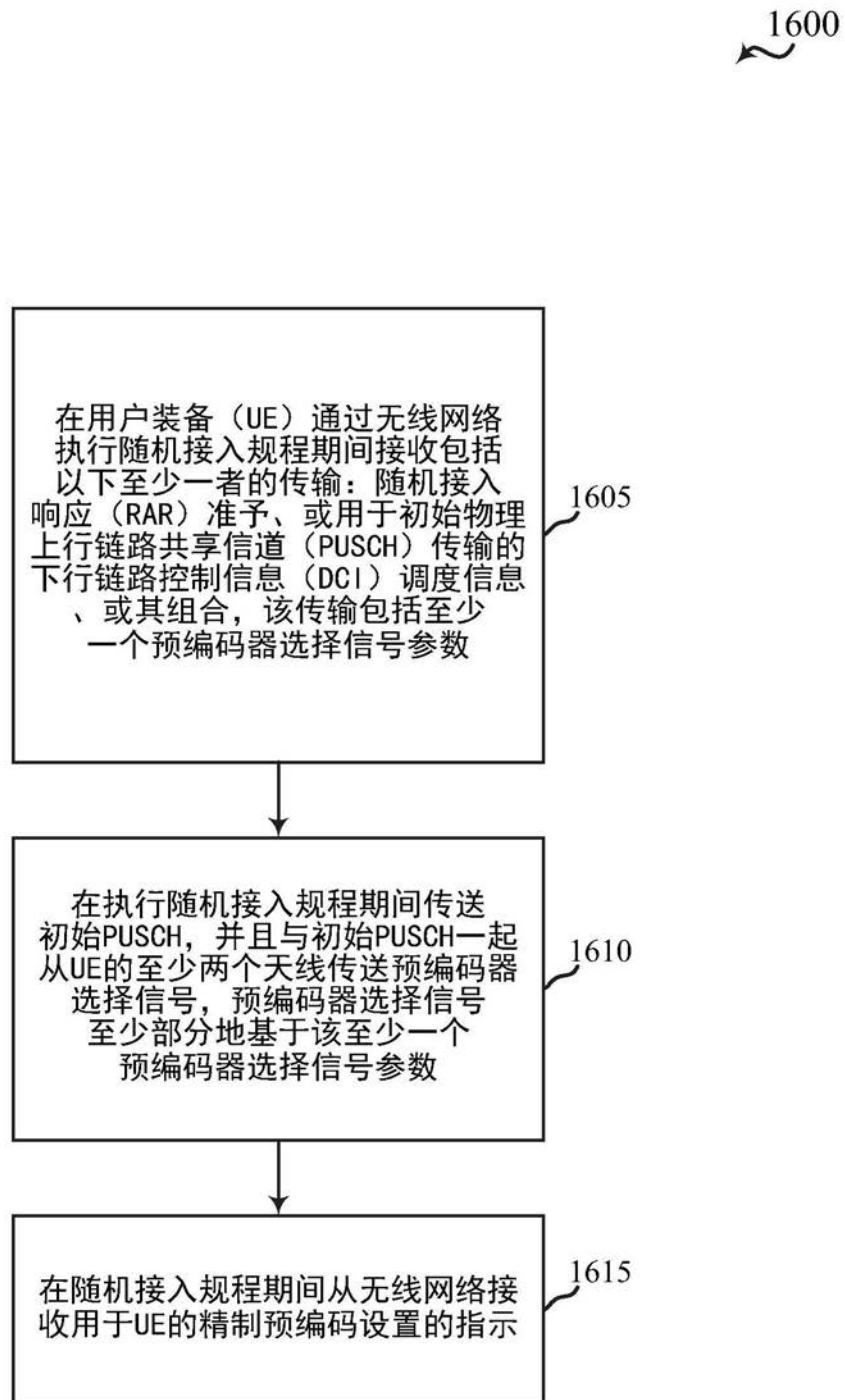 1600
在用户装备（UE）通过无线网络
执行随机接入规程期间接收包括
以下至少一者的传输：随机接入
响应（RAR）准予、或用于初始物理
上行链路共享信道（PUSCH）传输的
下行链路控制信息（DCI）调度信息
、或其组合，该传输包括至少
一个预编码器选择信号参数
1605
在执行随机接入规程期间传送
初始PUSCH，并且与初始PUSCH一起
从UE的至少两个天线传送预编码器
选择信号，预编码器选择信号
至少部分地基于该至少一个
预编码器选择信号参数
1610
在随机接入规程期间从无线网络接
收用于UE的精制预编码设置的指示
1615